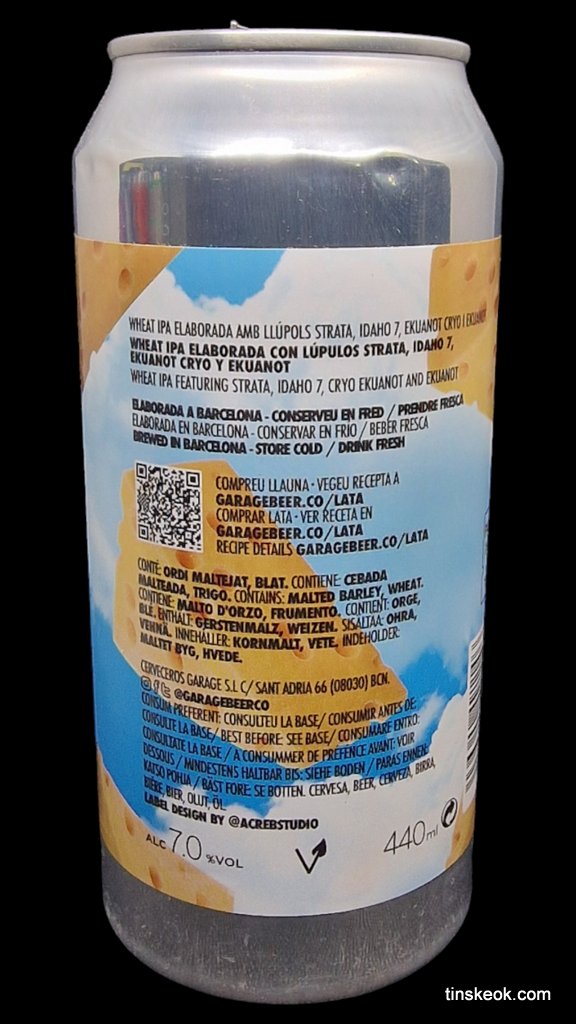 WHEAT IPA ELABORADA AMB LLÚPOLS STRATA, IDAHO 7, EKUANOT CRYO I EKUANOT
WHEAT IPA ELABORADA CON LÚPULOS STRATA, IDAHO 7,
EKUANOT CRYO Y EKUANOT
WHEAT IPA FEATURING STRATA, IDAHO 7, CRYO EKUANOT AND EKUANOT
ELABORADA A BARCELONA - CONSERVEU EN FRED / PRENDRE FRESCA
ELABORADA EN BARCELONA - CONSERVAR EN FRIO / BEBER FRESCA
BREWED IN BARCELONA - STORE COLD / DRINK FRESH
COMPREU LLAUNA - VEGEU RECEPTA A
GARAGEBEER.CO/LATA
COMPRAR LATA - VER RECETA EN
GARAGEBEER.CO/LATA
RECIPE DETAILS GARAGEBEER.CO/LATA
CONTÉ: ORDI MALTEJAT, BLAT. CONTIENE: CEBADA
MALTEADA, TRIGO. CONTAINS: MALTED BARLEY, WHEAT.
CONTIENE: MALTO D'ORZO, FRUMENTO. CONTIENT: ORGE,
BLÉ. ENTHÄLT: GERSTENMALZ, WEIZEN. SISÄLTÄÄ: OHRA,
VEHNÄ. INNEHÅLLER: KORNMALT, VETE. INDEHOLDER:
MALTET BYG, HVEDE.
CERVECEROS GARAGE S.L C/ SANT ADRIA 66 (08030) BCN.
@GARAGEBEERCO
CONSUM PREFERENT: CONSULTEU LA BASE/ CONSUMIR ANTES DE:
CONSULTE LA BASE/ BEST BEFORE: SEE BASE/ CONSUMARE ENTRO:
CONSULTATE LA BASE / À CONSUMMER DE PREFENCE AVANT: VOIR
DESSOUS / MINDESTENS HALTBAR BIS: SIEHE BODEN / PARAS ENNEN:
KATSO POHJA / BÄST FÖRE: SE BOTTEN. CERVESA, BEER, CERVEZA, BIRRA,
BIÈRE, BIER, OLUT, ÖL.
LABEL DESIGN BY @ACREBSTUDIO
ALC 7.0 %VOL
440ml
tinskeok.com